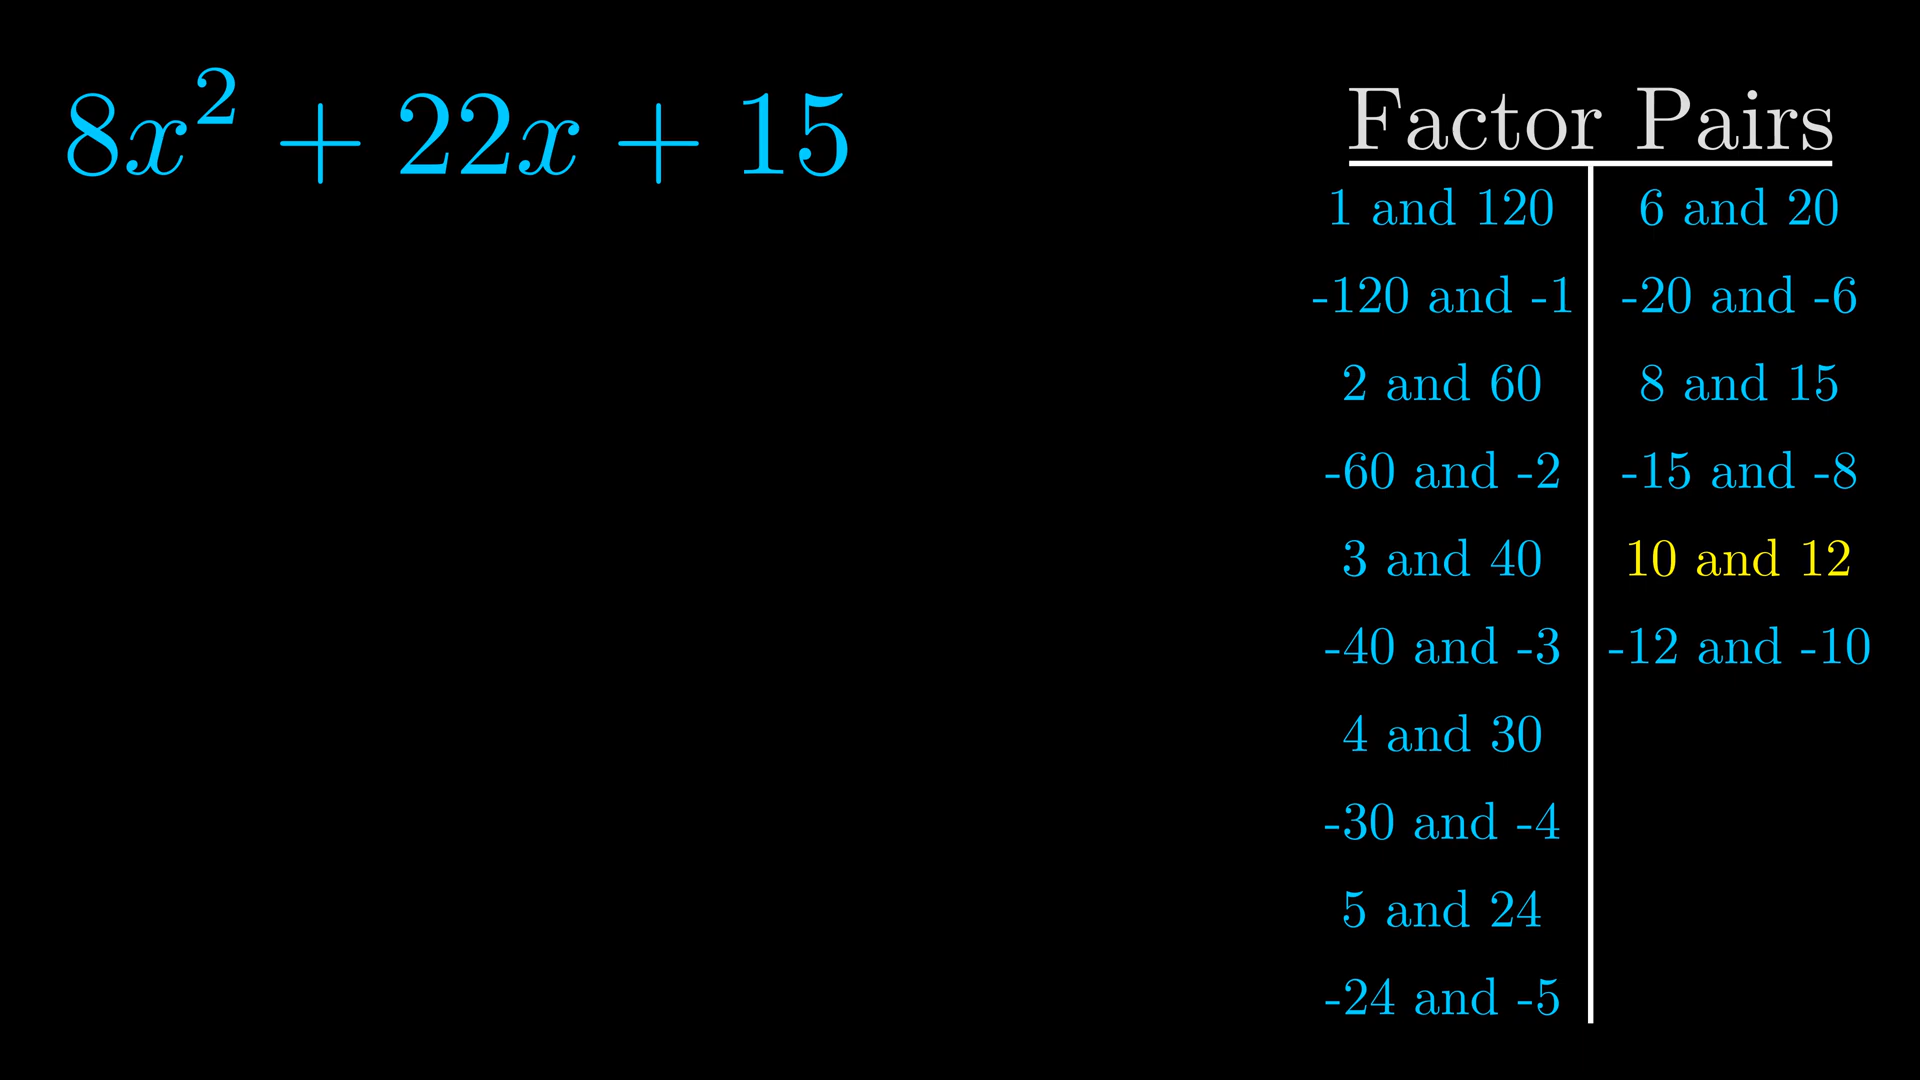 8x² + 22x + 15
Factor Pairs
1 and 120
-120 and -1
2 and 60
-60 and -2
3 and 40
-40 and -3
4 and 30
-30 and -4
5 and 24
-24 and -5
6 and 20
-20 and -6
8 and 15
-15 and -8
10 and 12
-12 and -10